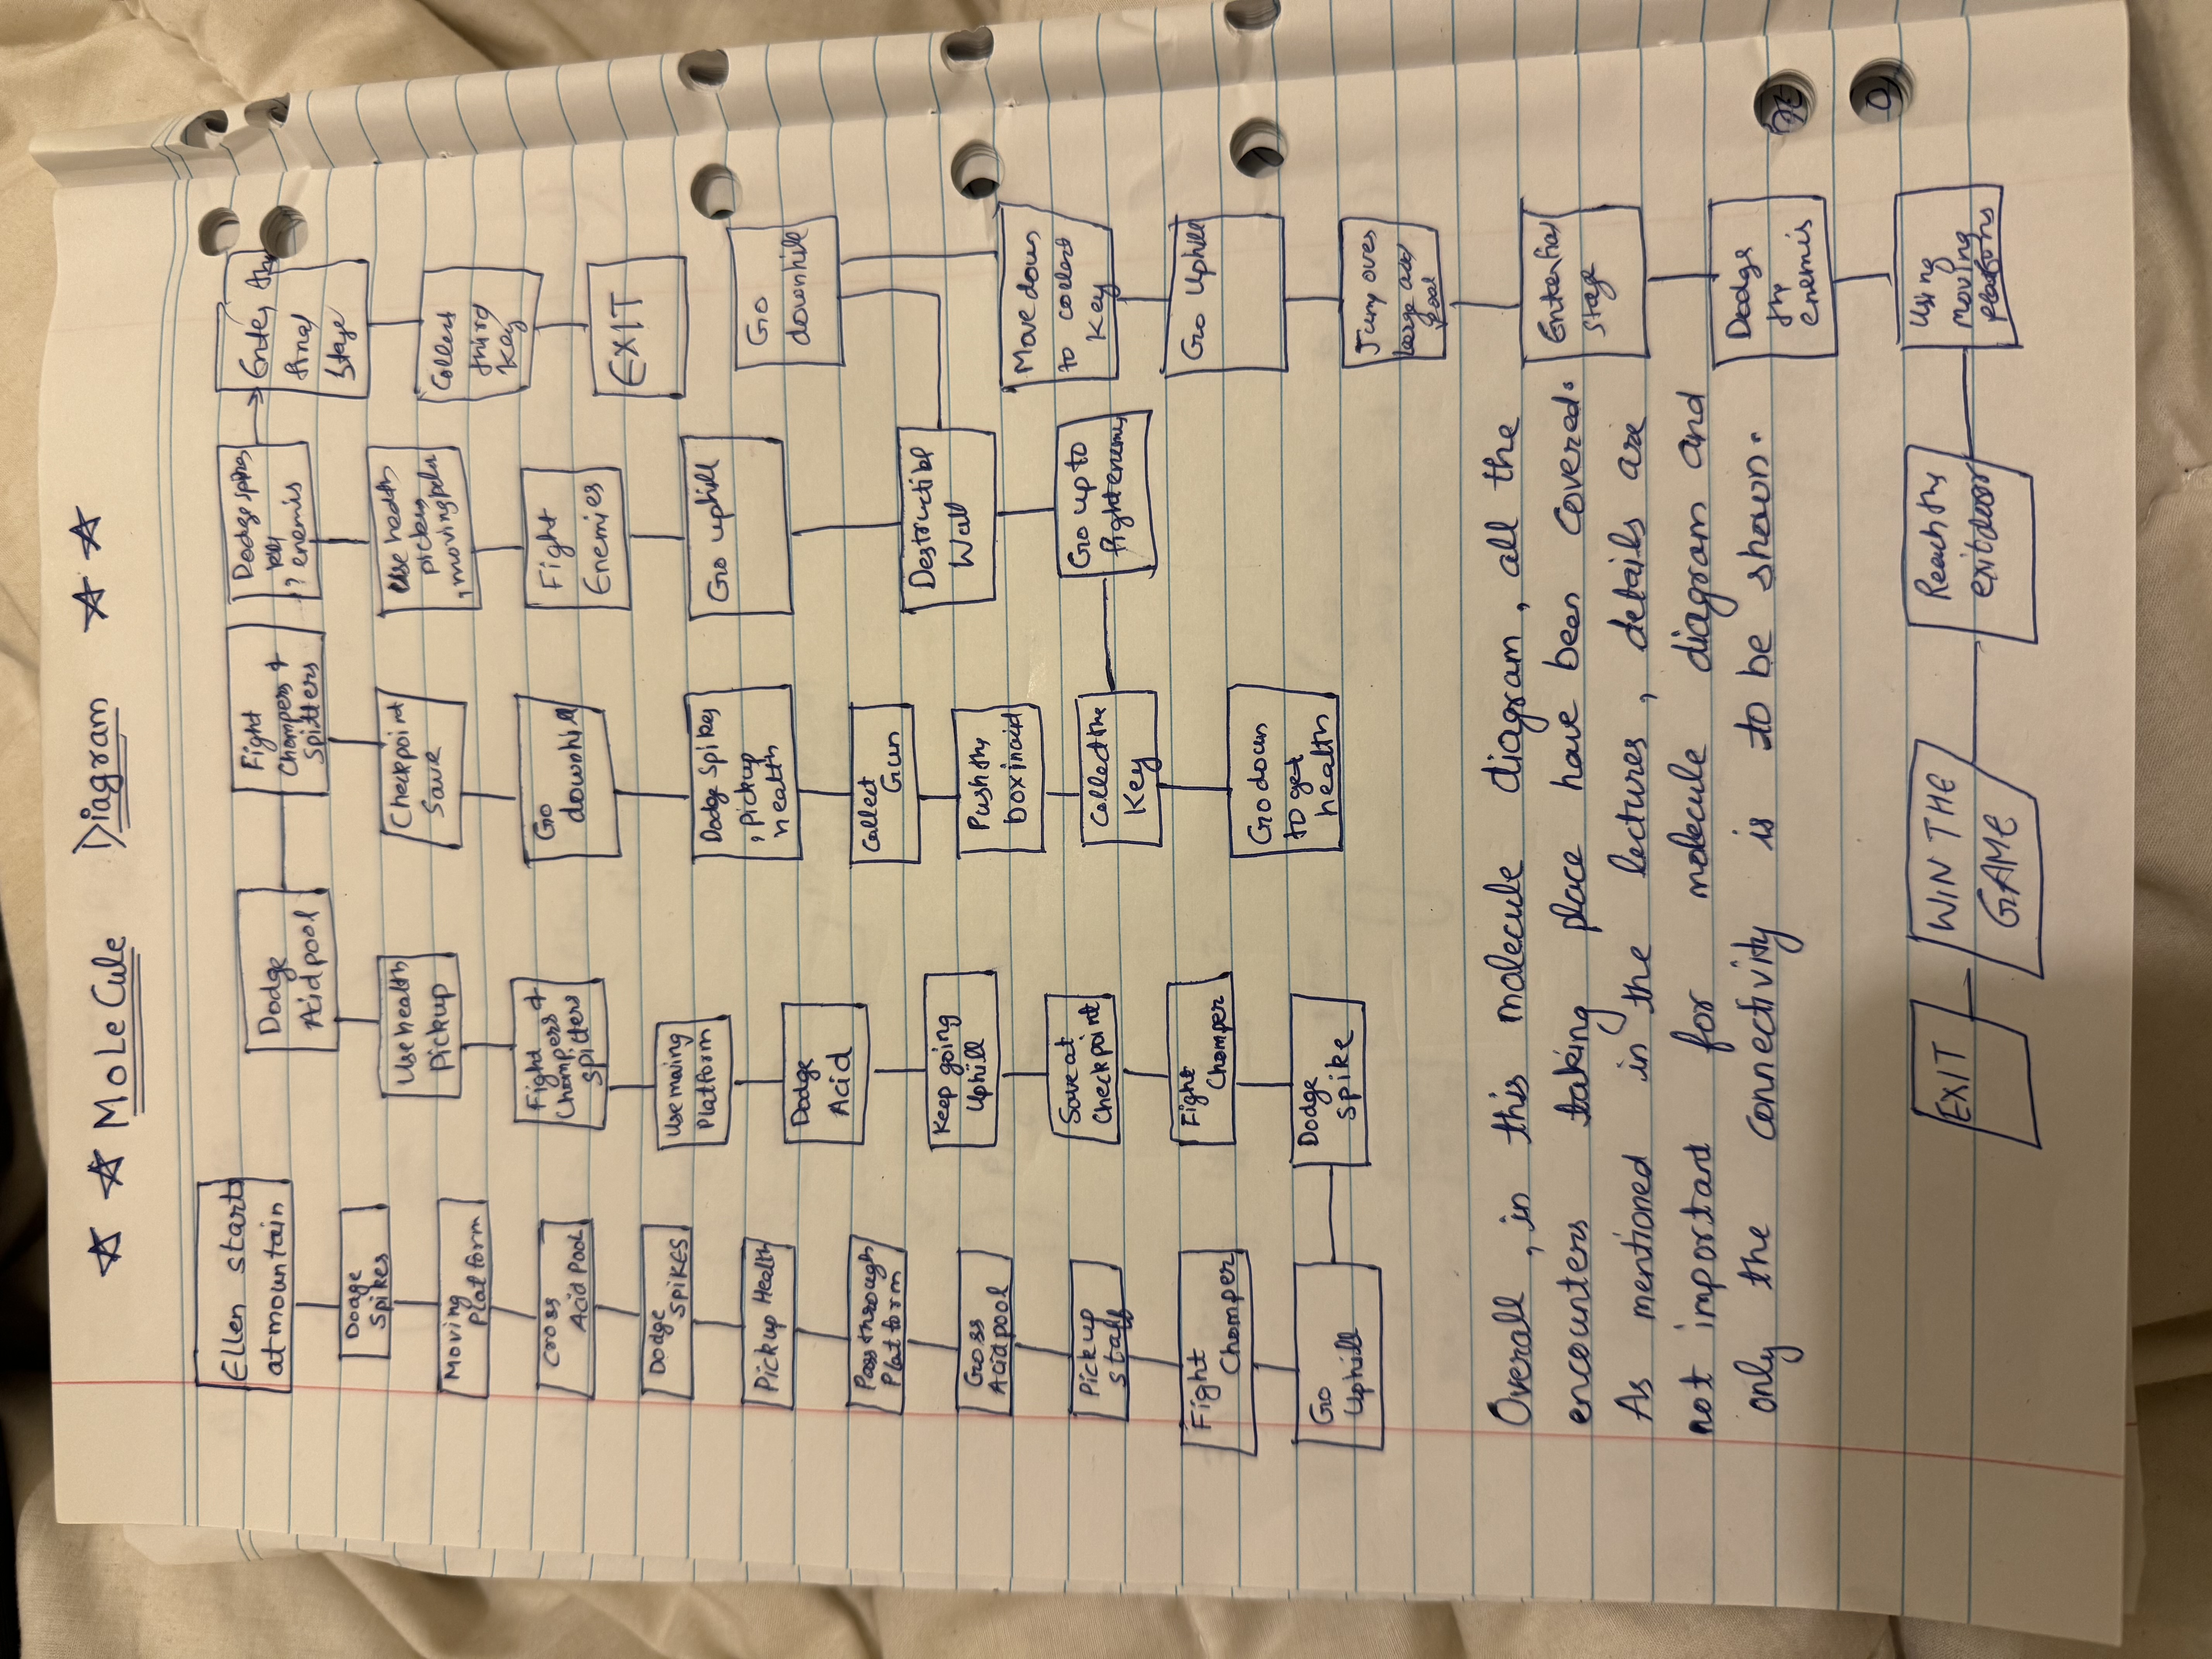 MoLeCule Diagram
Ellen starts
at mountain
Dodge
Spikes
Moving
Platform
Cross
Acid Pool
Dodge
SPIKES
Pickup Health
Pass through
Platform
Cross
Acidpool
Pickup
staff
Fight
Chomper
Go
Uphill
Dodge
Spike
Fight
Chomper
Save at
Checkpoint
Keep going
Uphill
Dodge
Acid
Use moving
Platform
Fight
Chompers &
Spitters
Use health
Pickup
Dodge
Acidpool
Fight
Chompers &
Spitters
Checkpoint
Save
Go
downhill
Dodge Spikes
, pickup
health
Collect
Gun
Push the
box in acid
Collect the
Key
Go down
to get
health
Go up to
fight enemis
Destructibl
Wall
Go uphill
Fight
Enemies
Use health
pickup
, moving
Dodge spikes
? enemis
Enter the
final
stage
Collect
third
Key
EXIT
Go
downhill
Move down
to collect
Key
Go Uphill
Jump over
large acid
pool
Enter final
stage
Dodge
the
enemis
Using
moving
platforms
Reach the
exit door
WIN THE
GAME
EXIT
Overall, in this molecule diagram, all the
encounters taking place have been covered.
As mentioned in the lectures, details are
not important for molecule diagram and
only the connectivity is to be shown.